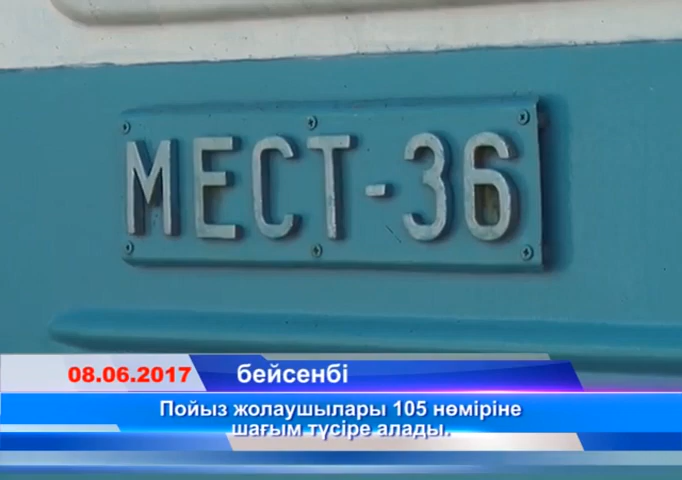 МЕСТ-36
08.06.2017 бейсенбі
Пойыз жолаушылары 105 нөміріне
шағым түсіре алады.